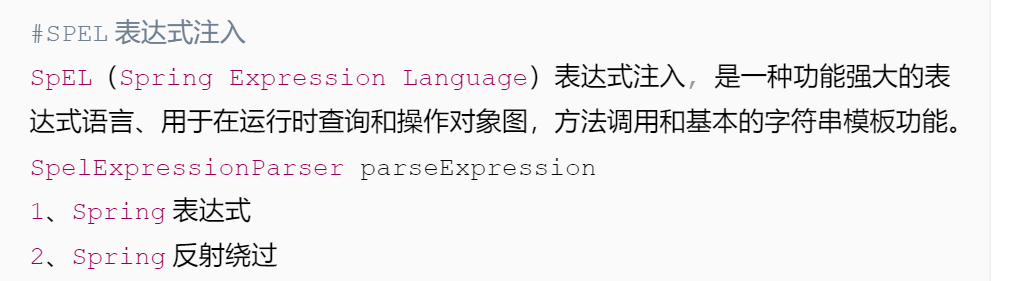 #SPEL 表达式注入
SpEL（Spring Expression Language）表达式注入，是一种功能强大的表
达式语言、用于在运行时查询和操作对象图，方法调用和基本的字符串模板功能。
SpelExpressionParser parseExpression
1、Spring 表达式
2、Spring 反射绕过